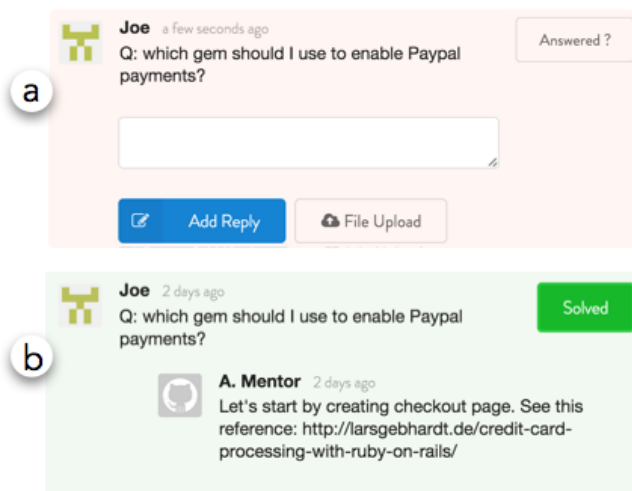 Joe a few seconds ago
Answered ?
Q: which gem should I use to enable Paypal
payments?
a
Add Reply
File Upload
Joe 2 days ago
Solved
Q: which gem should I use to enable Paypal
payments?
b
A. Mentor 2 days ago
Let's start by creating checkout page. See this
reference: http://larsgebhardt.de/credit-card-
processing-with-ruby-on-rails/